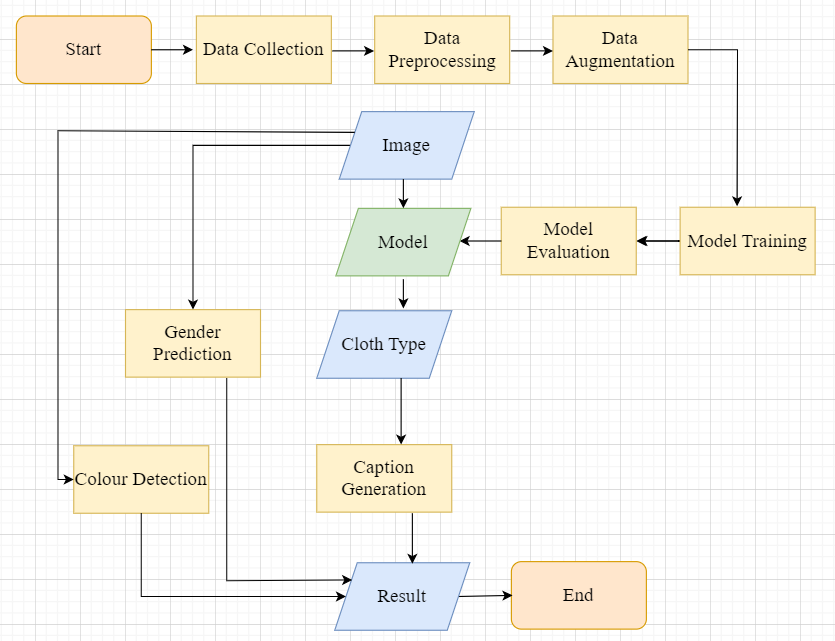 Start
Data Collection
Data
Preprocessing
Data
Augmentation
Image
Model
Model
Evaluation
Model Training
Gender
Prediction
Cloth Type
Colour Detection
Caption
Generation
Result
End